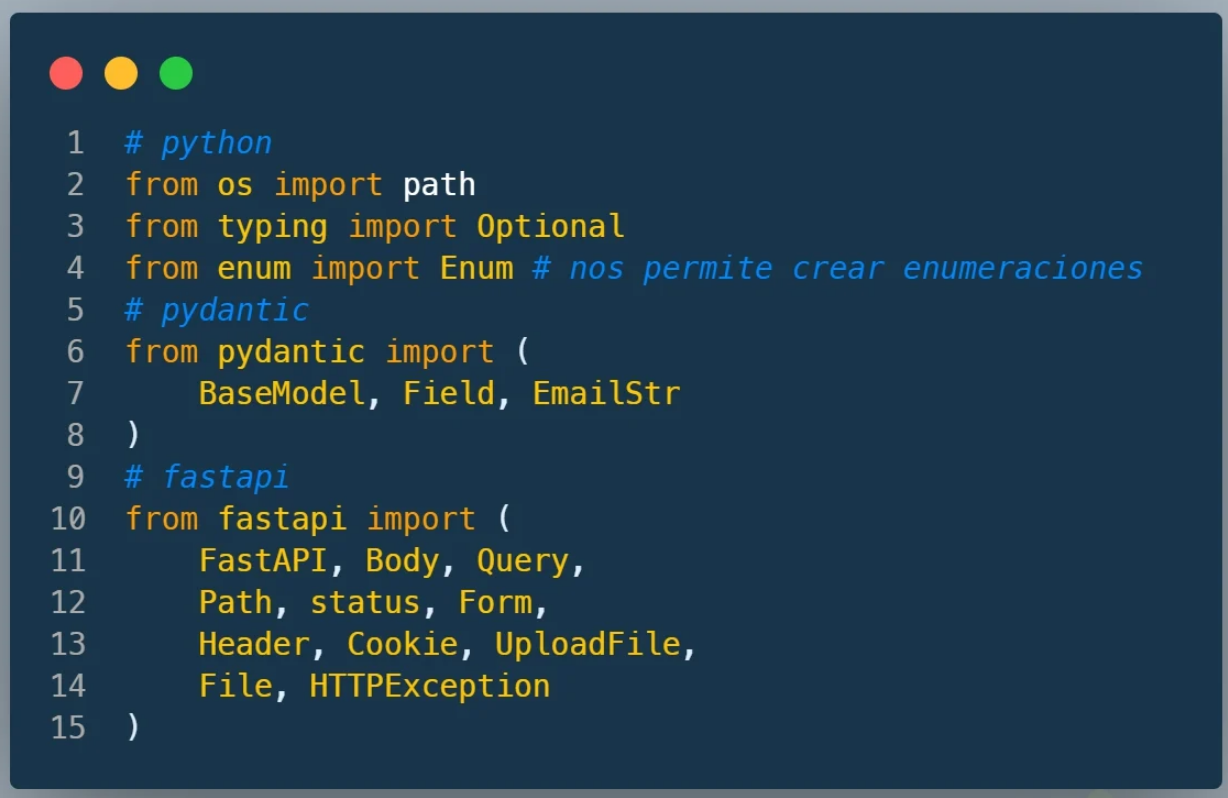 1 # python
2 from os import path
3 from typing import Optional
4 from enum import Enum # nos permite crear enumeraciones
5 # pydantic
6 from pydantic import (
7     BaseModel, Field, EmailStr
8 )
9 # fastapi
10 from fastapi import (
11     FastAPI, Body, Query,
12     Path, status, Form,
13     Header, Cookie, UploadFile,
14     File, HTTPException
15 )